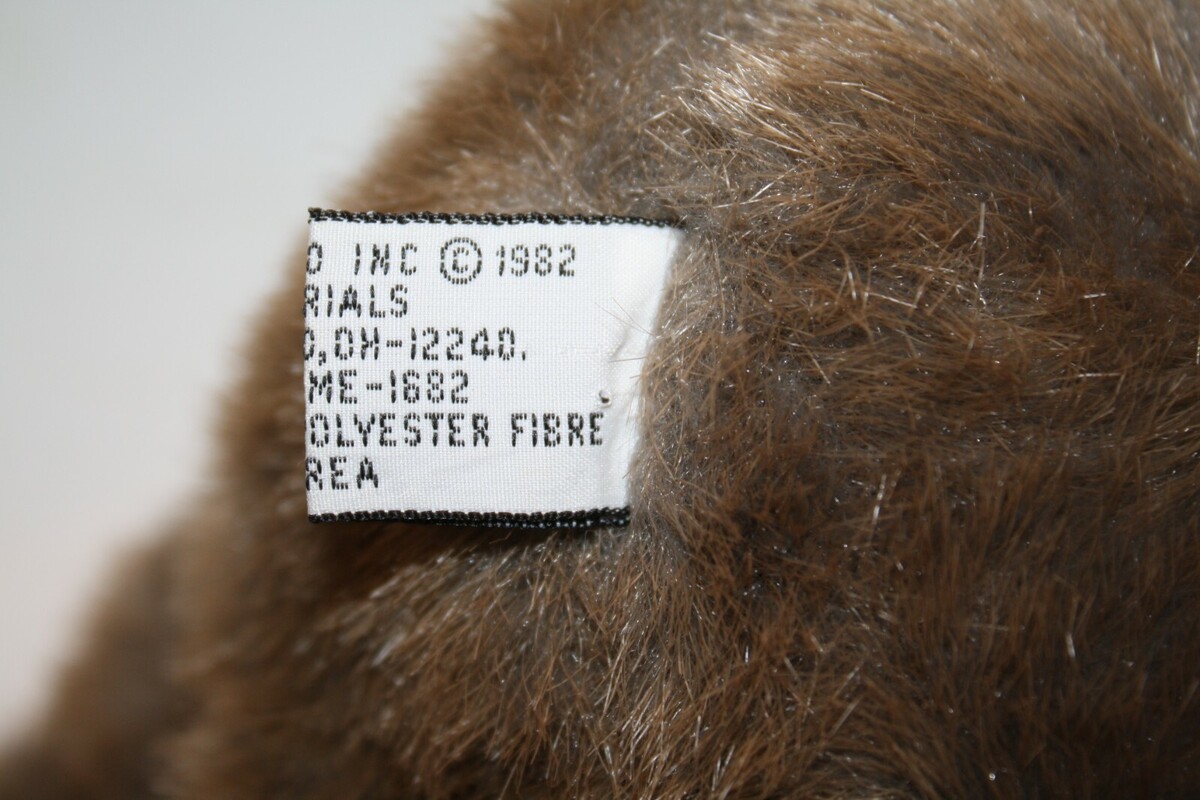 O INC © 1982
RIALS
O,OH-12240.
ME-1682
OLYESTER FIBRE
REA